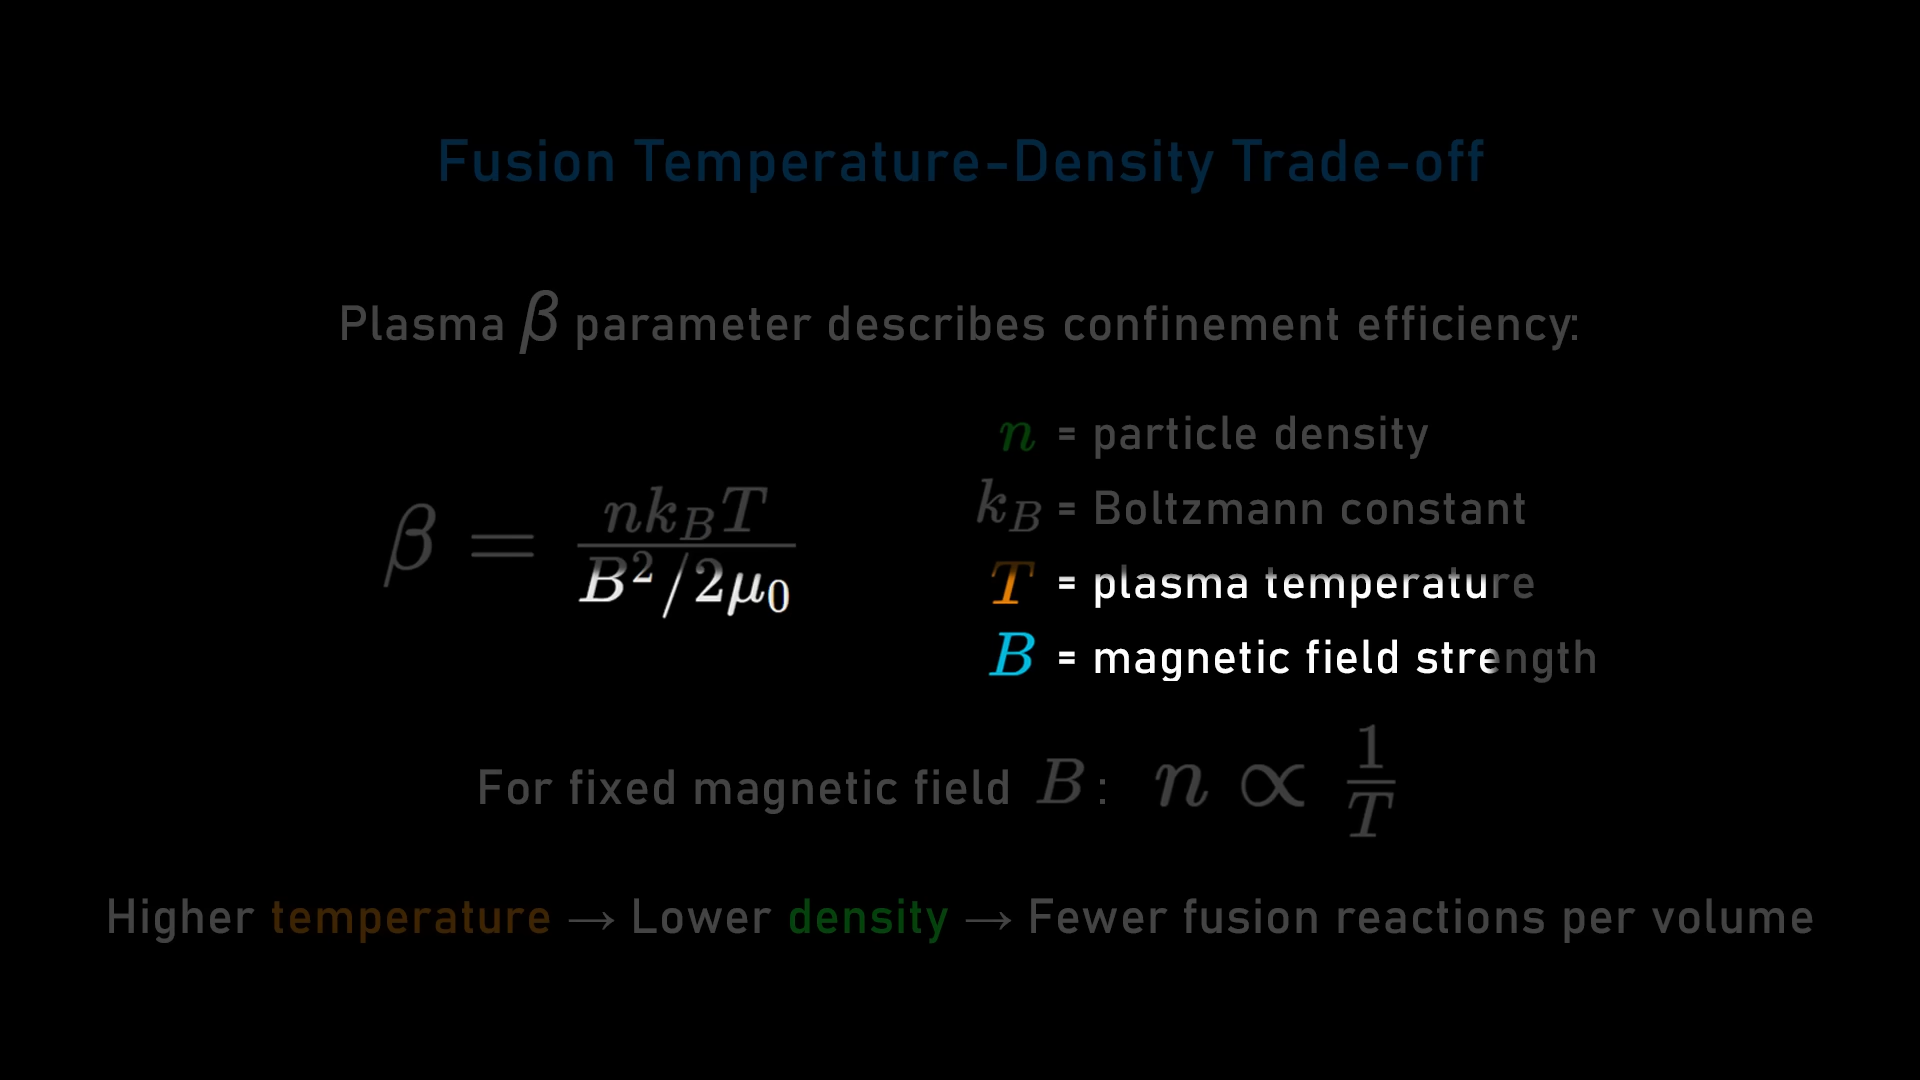 Fusion Temperature-Density Trade-off
Plasma β parameter describes confinement efficiency:
n = particle density
k_B = Boltzmann constant
β = nk_BT / (B²/2μ₀)
T = plasma temperature
B = magnetic field strength
For fixed magnetic field B : n ∝ 1/T
Higher temperature → Lower density → Fewer fusion reactions per volume